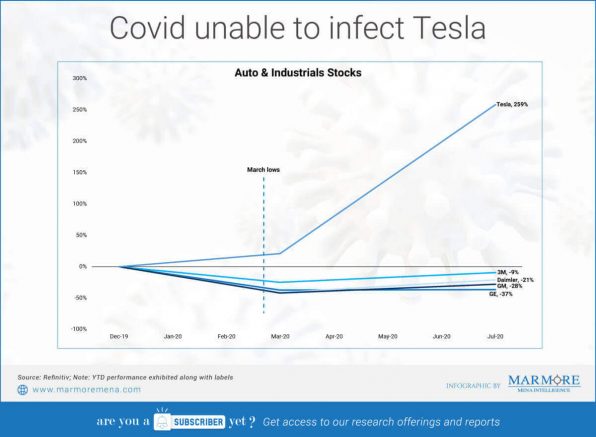 Covid unable to infect Tesla
Auto & Industrials Stocks
300%
250%
200%
150%
100%
50%
0%
-50%
-100%
Tesla, 259%
March lows
3M, -9%
Daimler, -21%
GM, -28%
GE, -37%
Dec-19 Jan-20 Feb-20 Mar-20 Apr-20 May-20 Jun-20 Jul-20
Source: Refinitiv; Note: YTD performance exhibited along with labels
www.marmoremena.com
INFOGRAPHIC BY MARMORE
MENA INTELLIGENCE
are you a SUBSCRIBER yet? Get access to our research offerings and reports